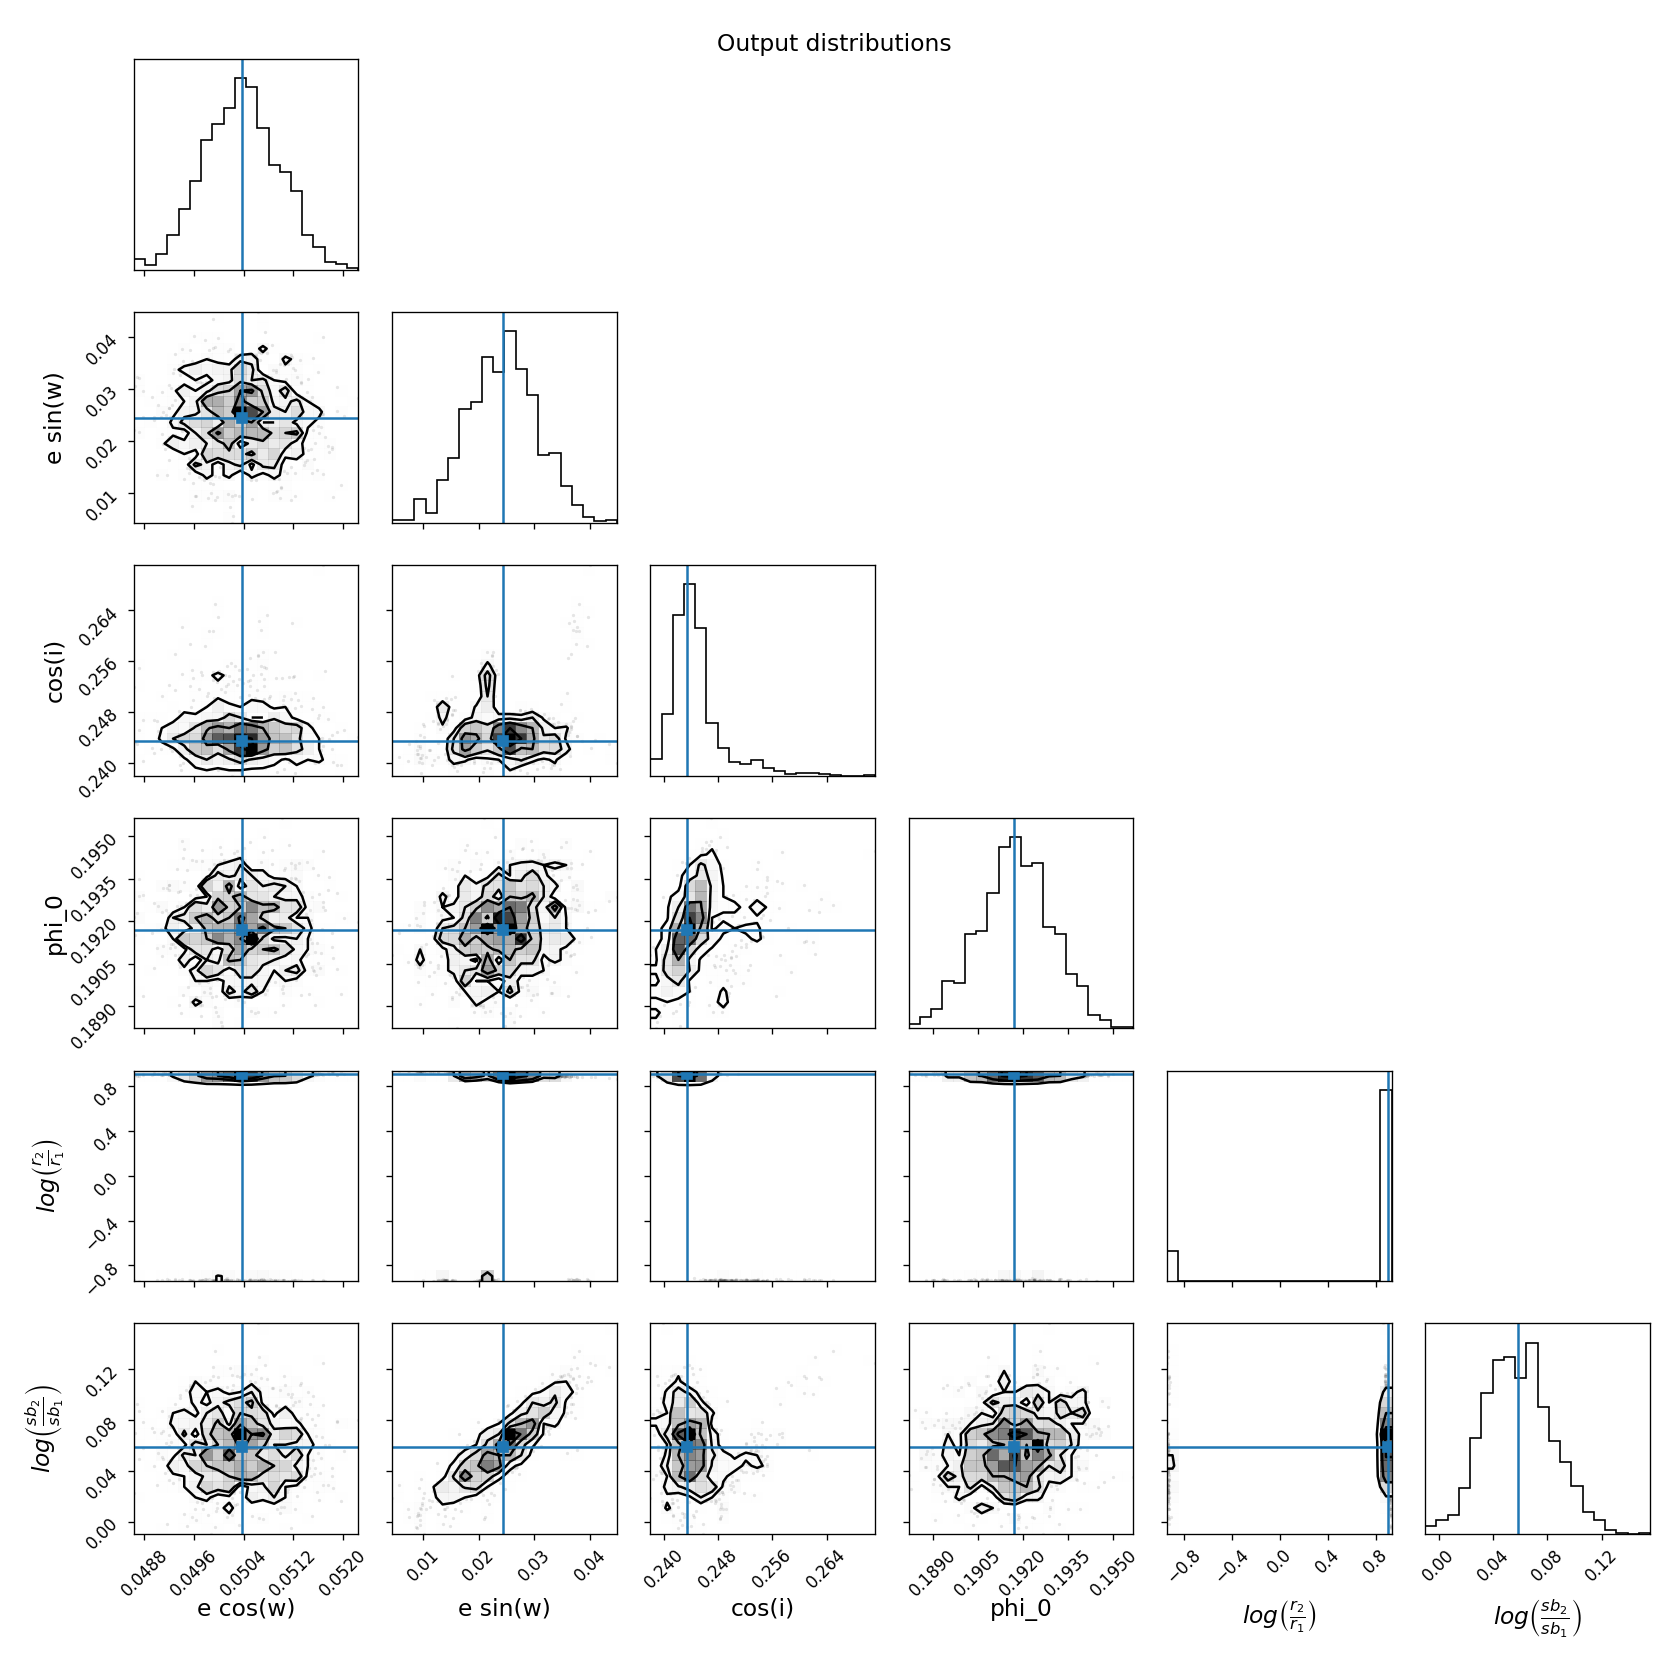 Output distributions
e sin(w)
0.04
0.03
0.02
0.01
cos(i)
0.264
0.256
0.248
0.240
phi_0
0.1950
0.1935
0.1920
0.1905
0.1890
log(r2/r1)
0.8
0.4
0.0
−0.4
−0.8
log(sb2/sb1)
0.12
0.08
0.04
0.00
0.0488 0.0496 0.0504 0.0512 0.0520 0.01 0.02 0.03 0.04 0.240 0.248 0.256 0.264 0.1890 0.1905 0.1920 0.1935 0.1950 −0.8 −0.4 0.0 0.4 0.8 0.00 0.04 0.08 0.12
e cos(w) e sin(w) cos(i) phi_0 log(r2/r1) log(sb2/sb1)